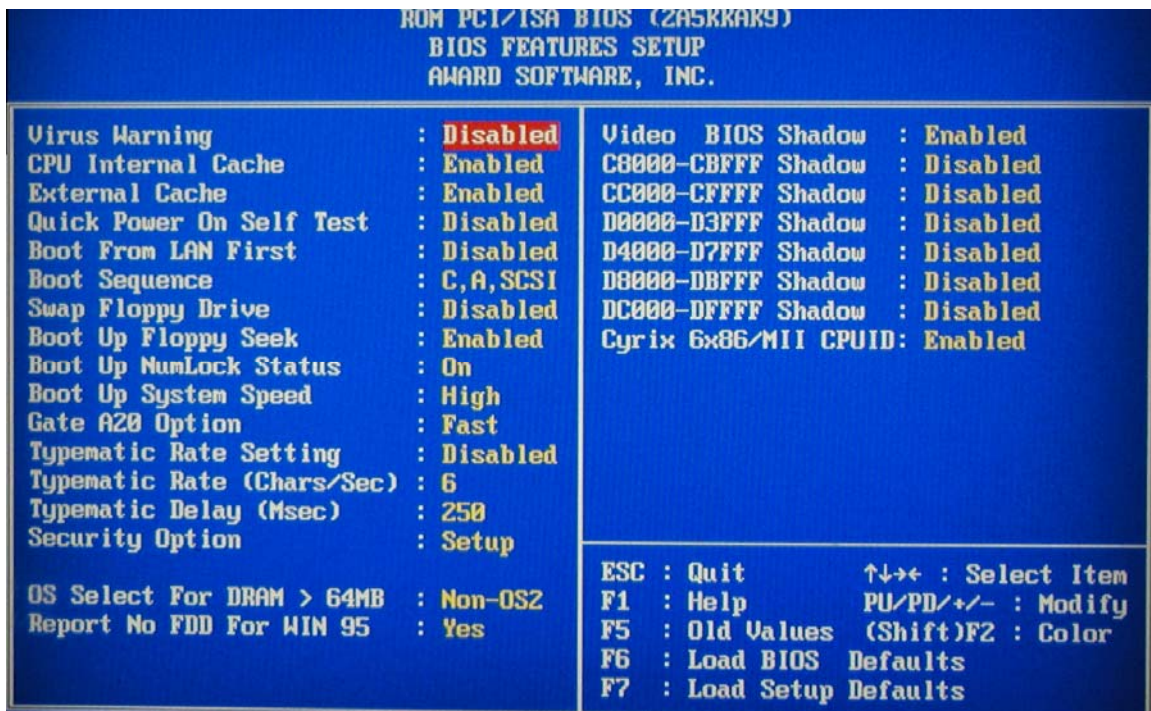 ROM PCI/ISA BIOS (2A5KKAK9)
BIOS FEATURES SETUP
AWARD SOFTWARE, INC.
Virus Warning : Disabled
CPU Internal Cache : Enabled
External Cache : Enabled
Quick Power On Self Test : Disabled
Boot From LAN First : Disabled
Boot Sequence : C,A,SCSI
Swap Floppy Drive : Disabled
Boot Up Floppy Seek : Enabled
Boot Up NumLock Status : On
Boot Up System Speed : High
Gate A20 Option : Fast
Typematic Rate Setting : Disabled
Typematic Rate (Chars/Sec) : 6
Typematic Delay (Msec) : 250
Security Option : Setup
OS Select For DRAM > 64MB : Non-OS2
Report No FDD For WIN 95 : Yes
Video BIOS Shadow : Enabled
C8000-CBFFF Shadow : Disabled
CC000-CFFFF Shadow : Disabled
D0000-D3FFF Shadow : Disabled
D4000-D7FFF Shadow : Disabled
D8000-DBFFF Shadow : Disabled
DC000-DFFFF Shadow : Disabled
Cyrix 6x86/MII CPUID: Enabled
ESC : Quit ↑↓→← : Select Item
F1 : Help PU/PD/+/- : Modify
F5 : Old Values (Shift)F2 : Color
F6 : Load BIOS Defaults
F7 : Load Setup Defaults